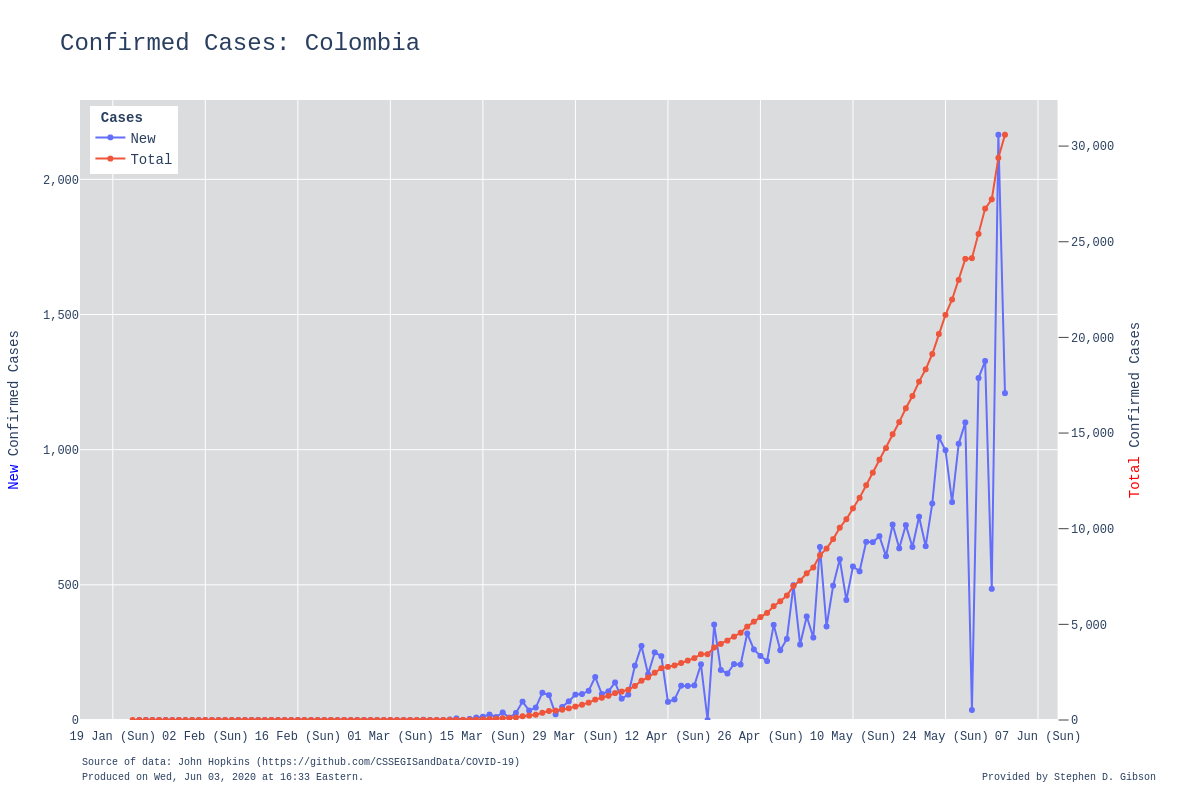 Confirmed Cases: Colombia
Cases
New
Total
2,000
1,500
1,000
500
0
New Confirmed Cases
30,000
25,000
20,000
15,000
10,000
5,000
0
Total Confirmed Cases
19 Jan (Sun) 02 Feb (Sun) 16 Feb (Sun) 01 Mar (Sun) 15 Mar (Sun) 29 Mar (Sun) 12 Apr (Sun) 26 Apr (Sun) 10 May (Sun) 24 May (Sun) 07 Jun (Sun)
Source of data: John Hopkins (https://github.com/CSSEGISandData/COVID-19)
Produced on Wed, Jun 03, 2020 at 16:33 Eastern.
Provided by Stephen D. Gibson